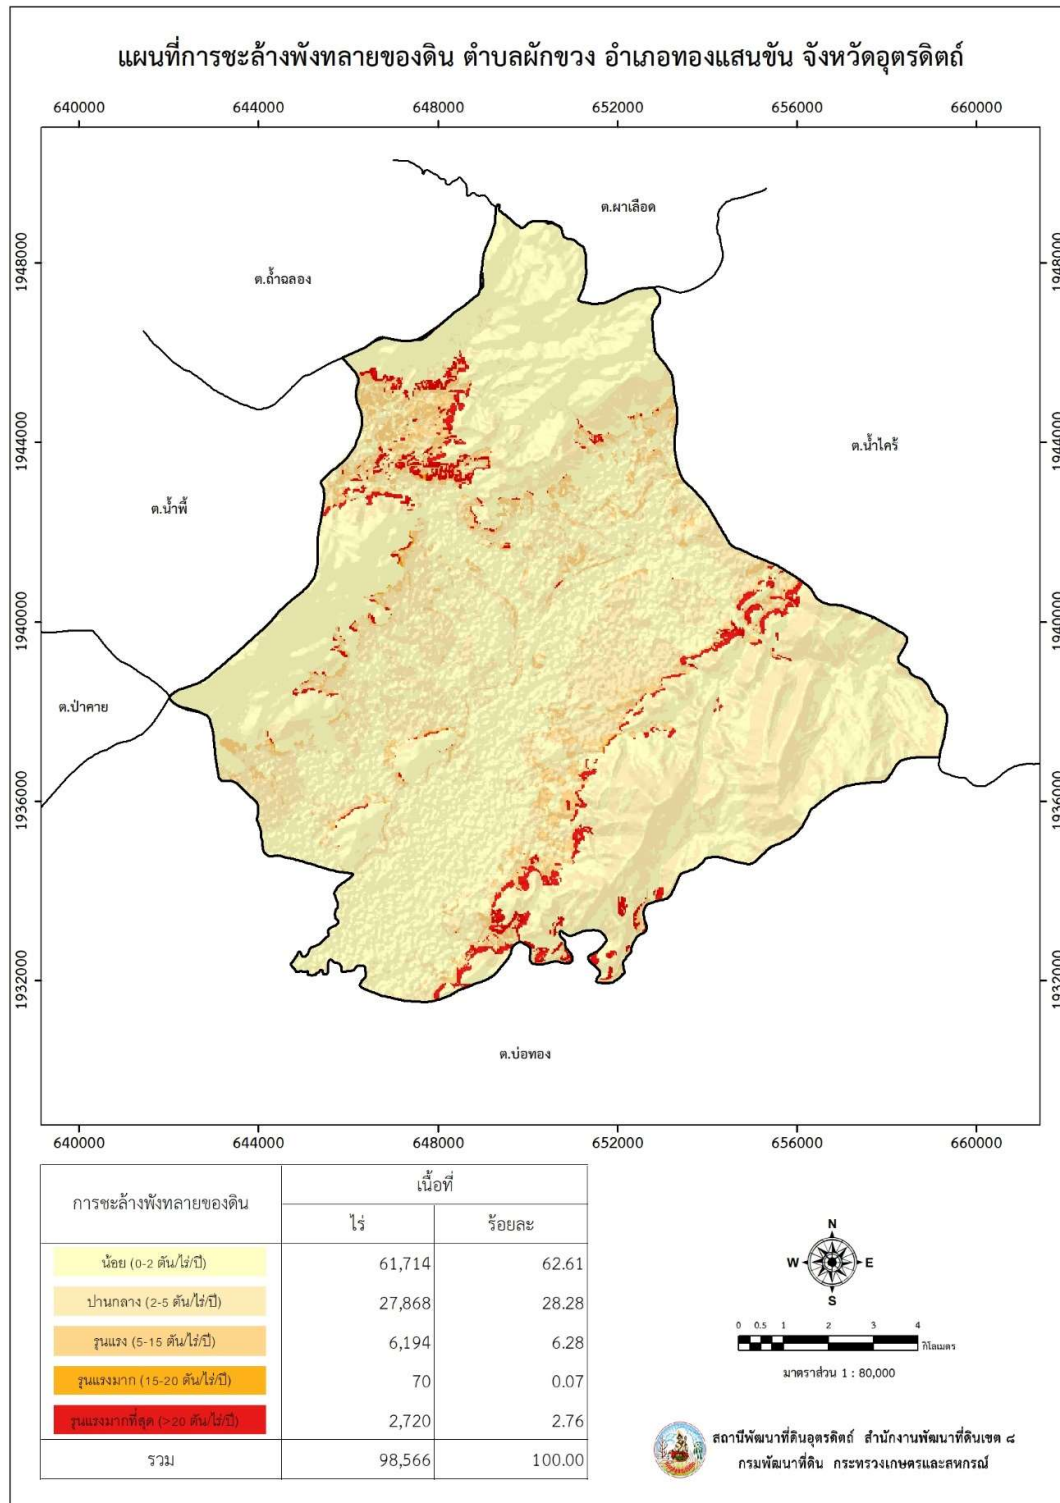 แผนที่การชะล้างพังทลายของดิน ตำบลผักขวง อำเภอทองแสนขัน จังหวัดอุตรดิตถ์
640000 644000 648000 652000 656000 660000
ต.ผาเลือด
1948000 1948000
ต.ถ้ำฉลอง
1944000 1944000
ต.น้ำไคร้
ต.น้ำพี้
1940000 1940000
ต.ป่าคาย
1936000 1936000
1932000 1932000
ต.บ่อทอง
640000 644000 648000 652000 656000 660000
การชะล้างพังทลายของดิน เนื้อที่
ไร่ ร้อยละ
น้อย (0-2 ตัน/ไร่/ปี) 61,714 62.61
ปานกลาง (2-5 ตัน/ไร่/ปี) 27,868 28.28
รุนแรง (5-15 ตัน/ไร่/ปี) 6,194 6.28
รุนแรงมาก (15-20 ตัน/ไร่/ปี) 70 0.07
รุนแรงมากที่สุด (>20 ตัน/ไร่/ปี) 2,720 2.76
รวม 98,566 100.00
N
W E
S
0 0.5 1 2 3 4
กิโลเมตร
มาตราส่วน 1 : 80,000
สถานีพัฒนาที่ดินอุตรดิตถ์ สำนักงานพัฒนาที่ดินเขต ๘
กรมพัฒนาที่ดิน กระทรวงเกษตรและสหกรณ์